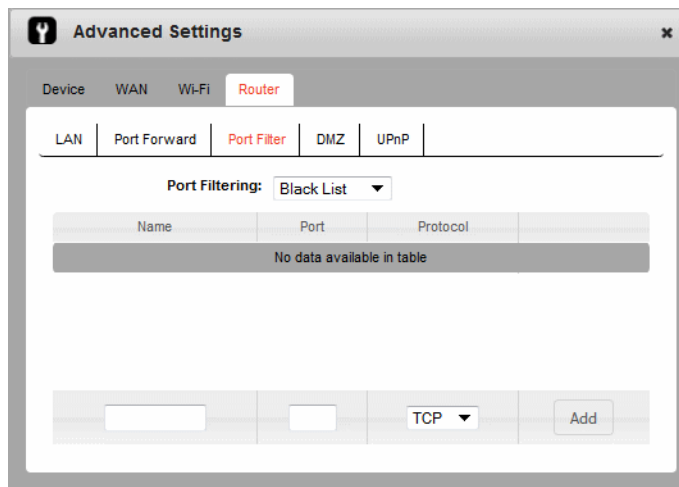 Advanced Settings
Device WAN Wi-Fi Router
LAN Port Forward Port Filter DMZ UPnP
Port Filtering: Black List
Name Port Protocol
No data available in table
TCP Add